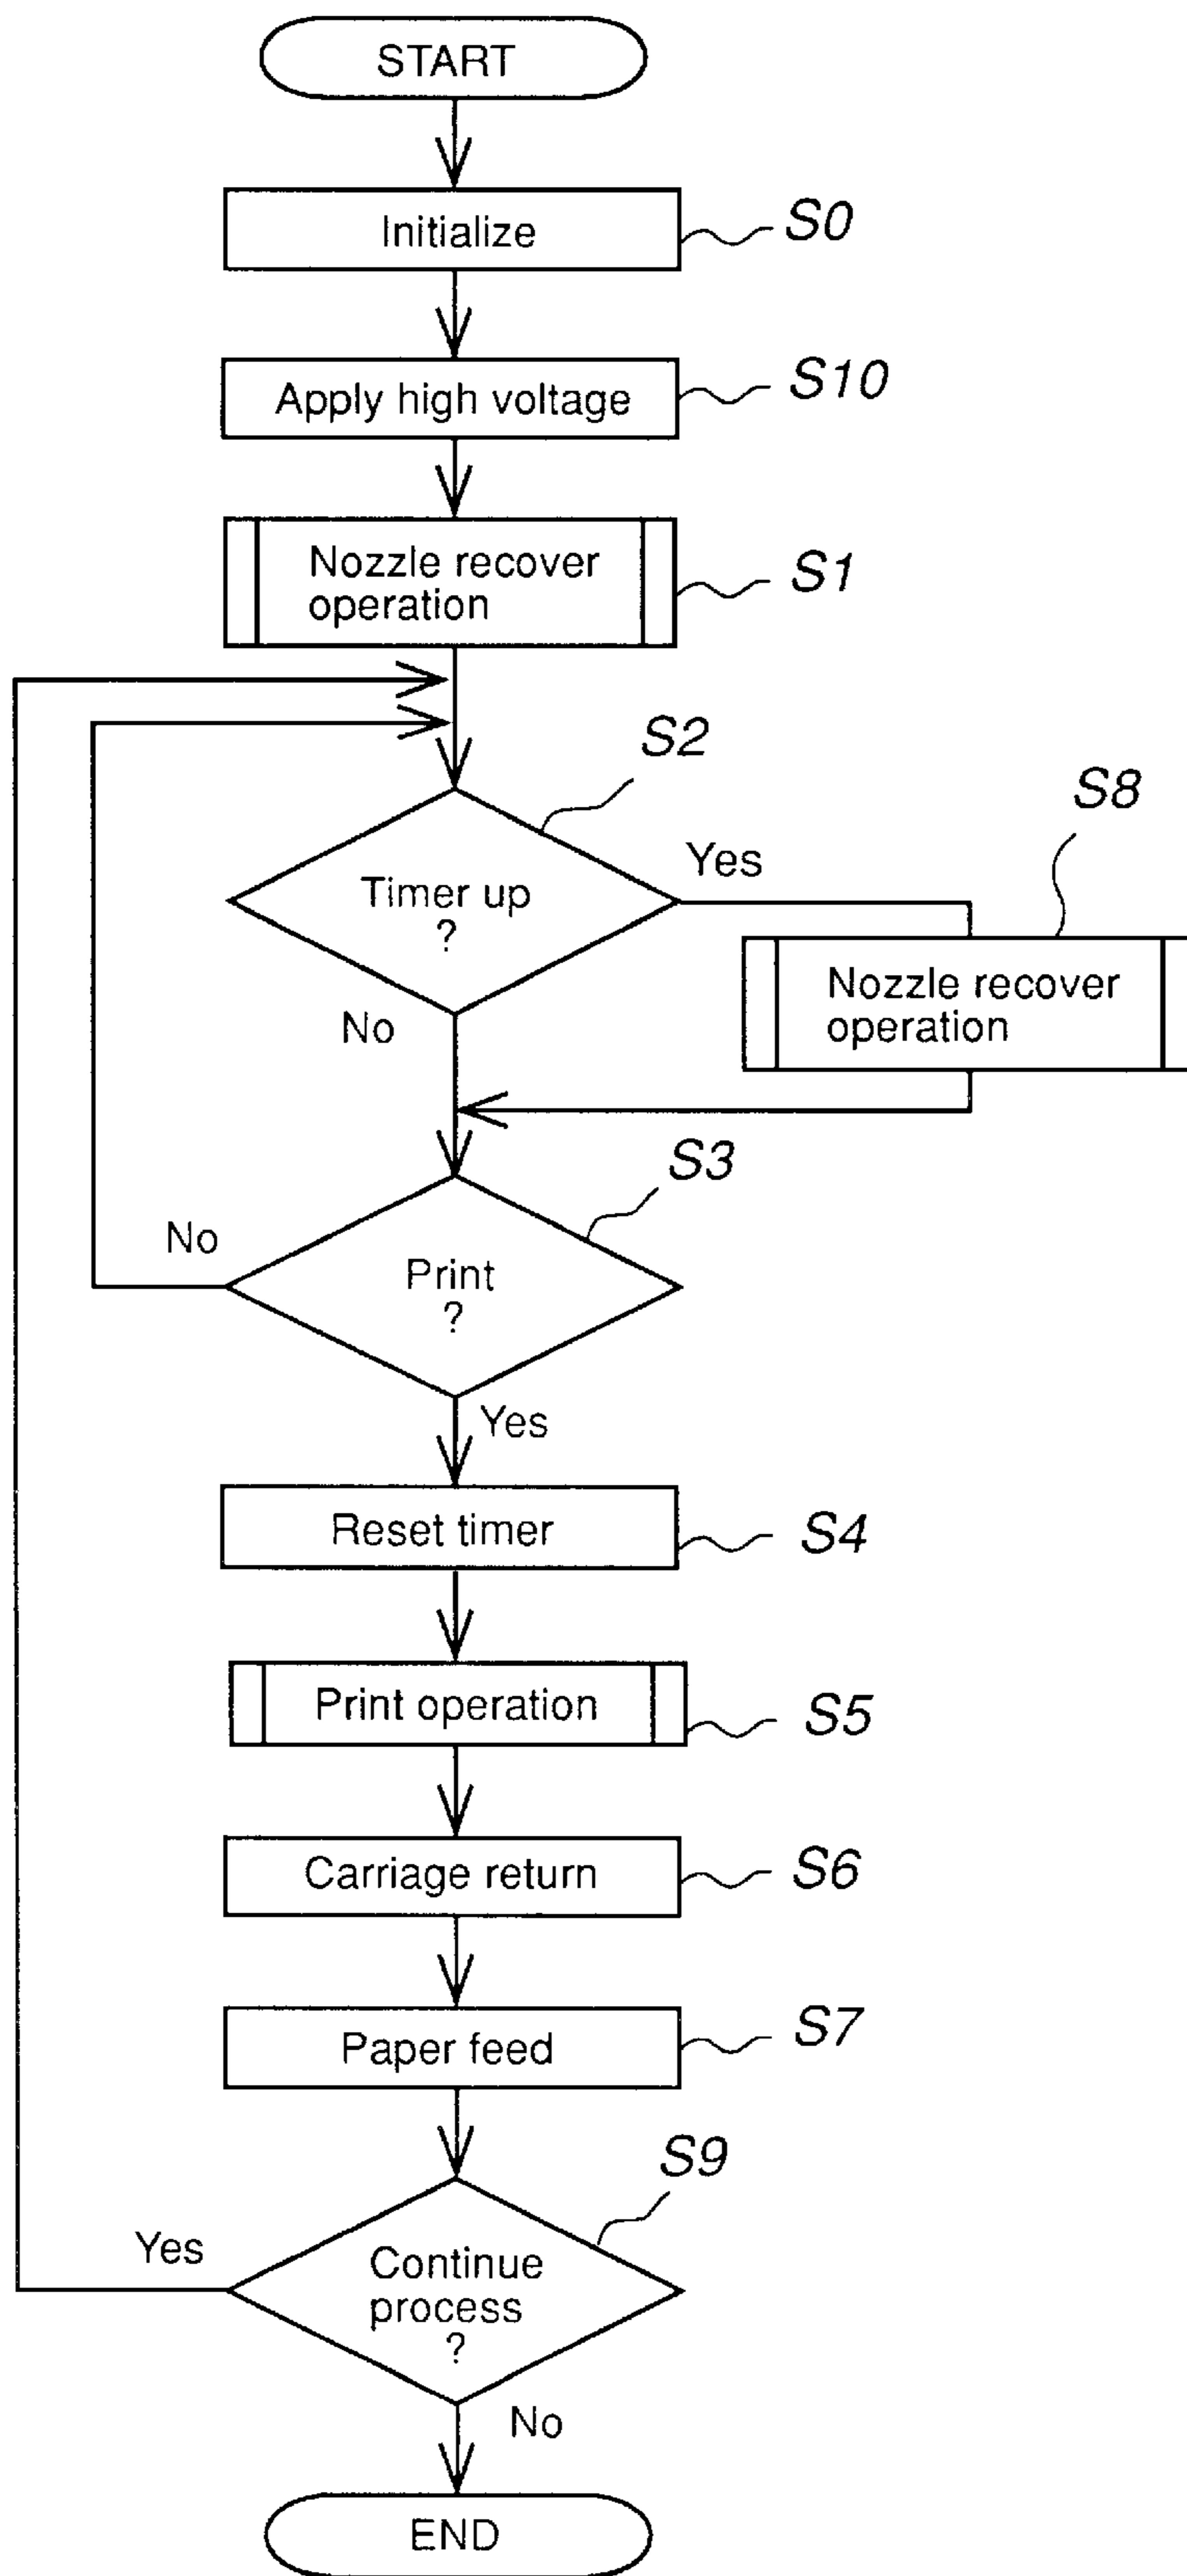 START
Initialize
S0
Apply high voltage
S10
Nozzle recover
operation
S1
S2
S8
Timer up
?
Yes
No
Nozzle recover
operation
S3
No
Print
?
Yes
Reset timer
S4
Print operation
S5
Carriage return
S6
Paper feed
S7
S9
Yes
Continue
process
?
No
END